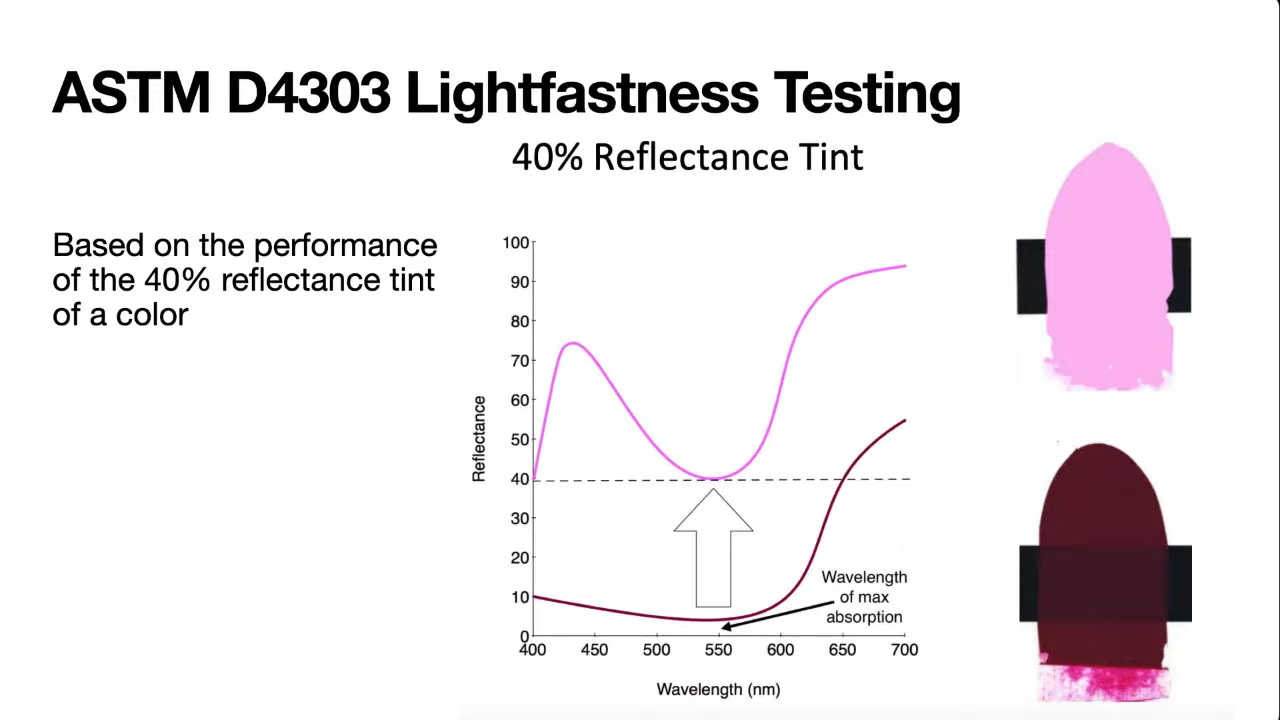 ASTM D4303 Lightfastness Testing
40% Reflectance Tint
Based on the performance
of the 40% reflectance tint
of a color
100
90
80
70
60
50
40
30
20
10
0
Reflectance
Wavelength
of max
absorption
400 450 500 550 600 650 700
Wavelength (nm)